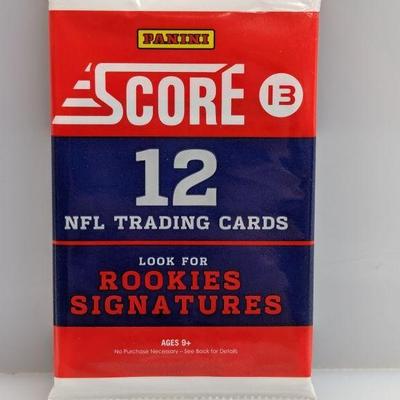 PANINI
SCORE 13
12
NFL TRADING CARDS
LOOK FOR
ROOKIES
SIGNATURES
AGES 9+
No Purchase Necessary – See Back for Details